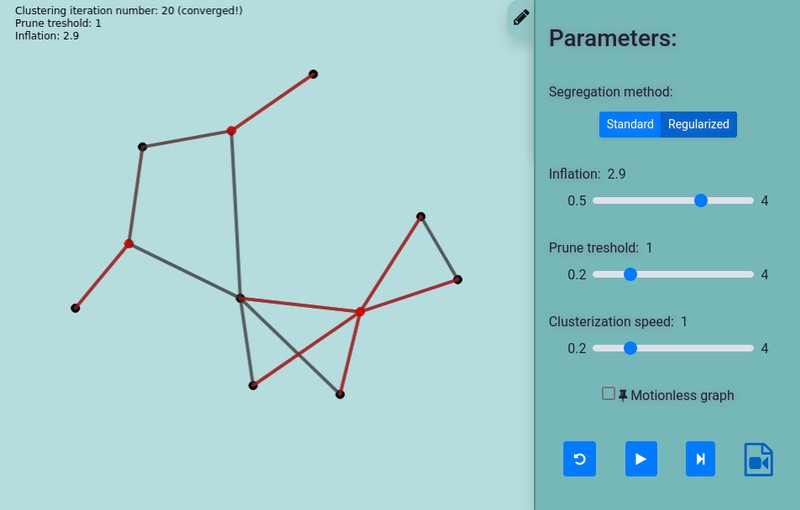 Clustering iteration number: 20 (converged!)
Prune treshold: 1
Inflation: 2.9
Parameters:
Segregation method:
Standard Regularized
Inflation: 2.9
0.5 4
Prune treshold: 1
0.2 4
Clusterization speed: 1
0.2 4
Motionless graph